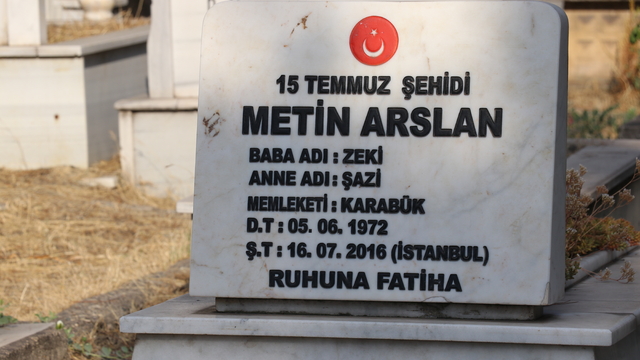 15 TEMMUZ ŞEHİDİ
METİN ARSLAN
BABA ADI : ZEKİ
ANNE ADI : ŞAZİ
MEMLEKETİ : KARABÜK
D.T : 05. 06. 1972
Ş.T : 16. 07. 2016 (İSTANBUL)
RUHUNA FATİHA